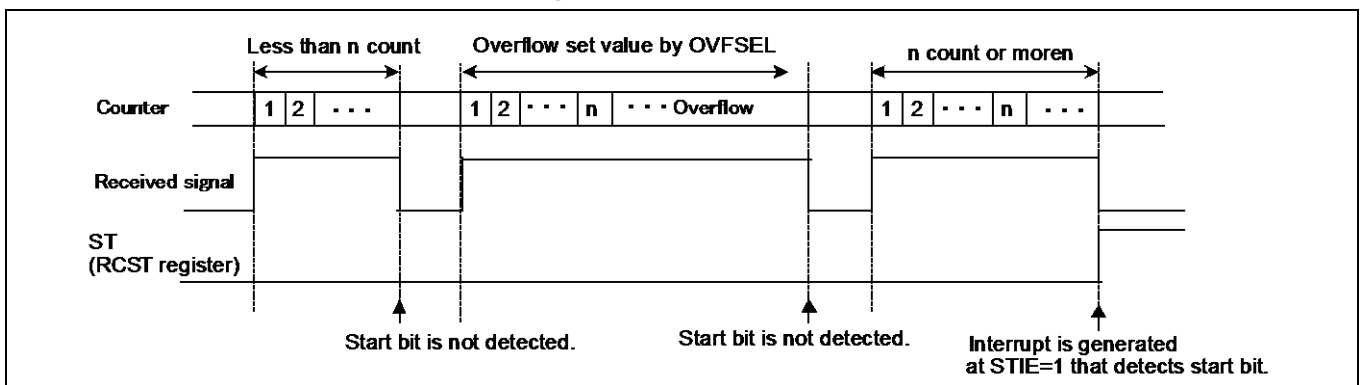 Less than n count
Overflow set value by OVFSEL
n count or moren
Counter 1 2 · · · 1 2 · · · n · · · Overflow 1 2 · · · n · · ·
Received signal
ST
(RCST register)
Start bit is not detected.
Start bit is not detected.
Interrupt is generated
at STIE=1 that detects start bit.